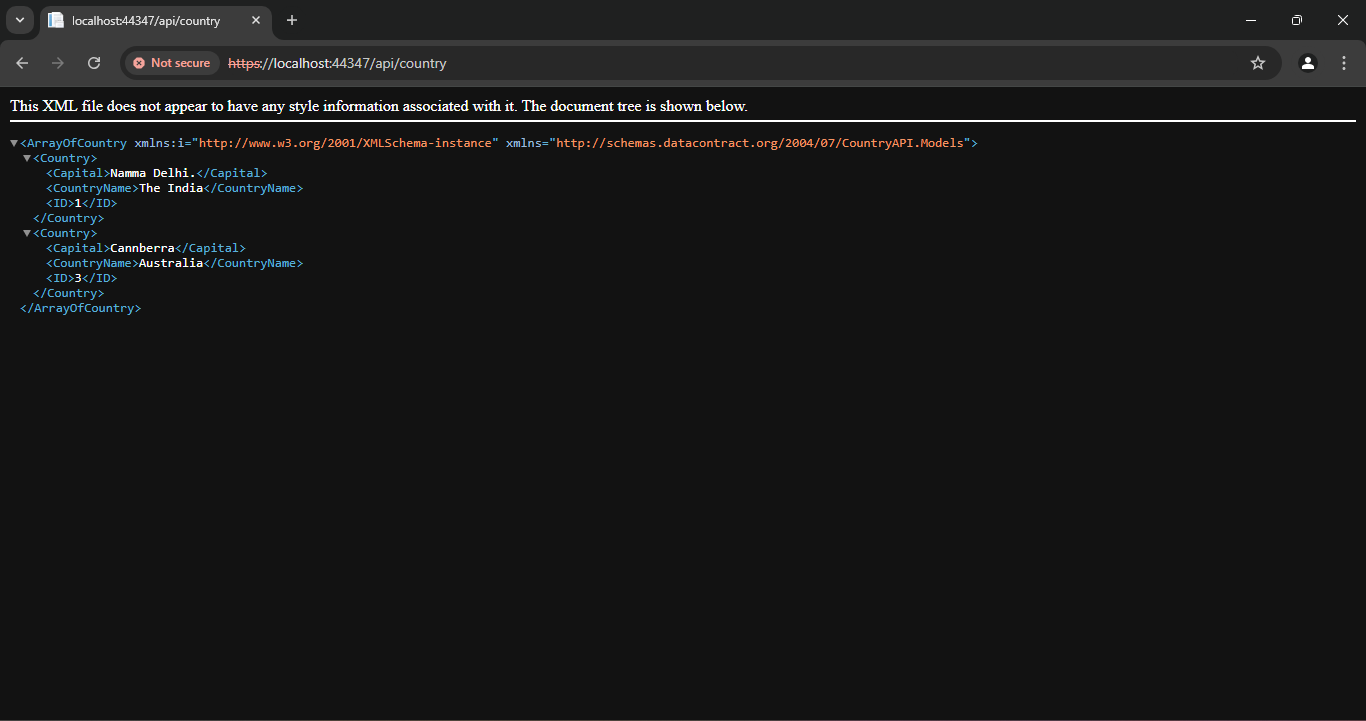 localhost:44347/api/country
Not secure https://localhost:44347/api/country
This XML file does not appear to have any style information associated with it. The document tree is shown below.
▼<ArrayOfCountry xmlns:i="http://www.w3.org/2001/XMLSchema-instance" xmlns="http://schemas.datacontract.org/2004/07/CountryAPI.Models">
▼<Country>
<Capital>Namma Delhi.</Capital>
<CountryName>The India</CountryName>
<ID>1</ID>
</Country>
▼<Country>
<Capital>Cannberra</Capital>
<CountryName>Australia</CountryName>
<ID>3</ID>
</Country>
</ArrayOfCountry>